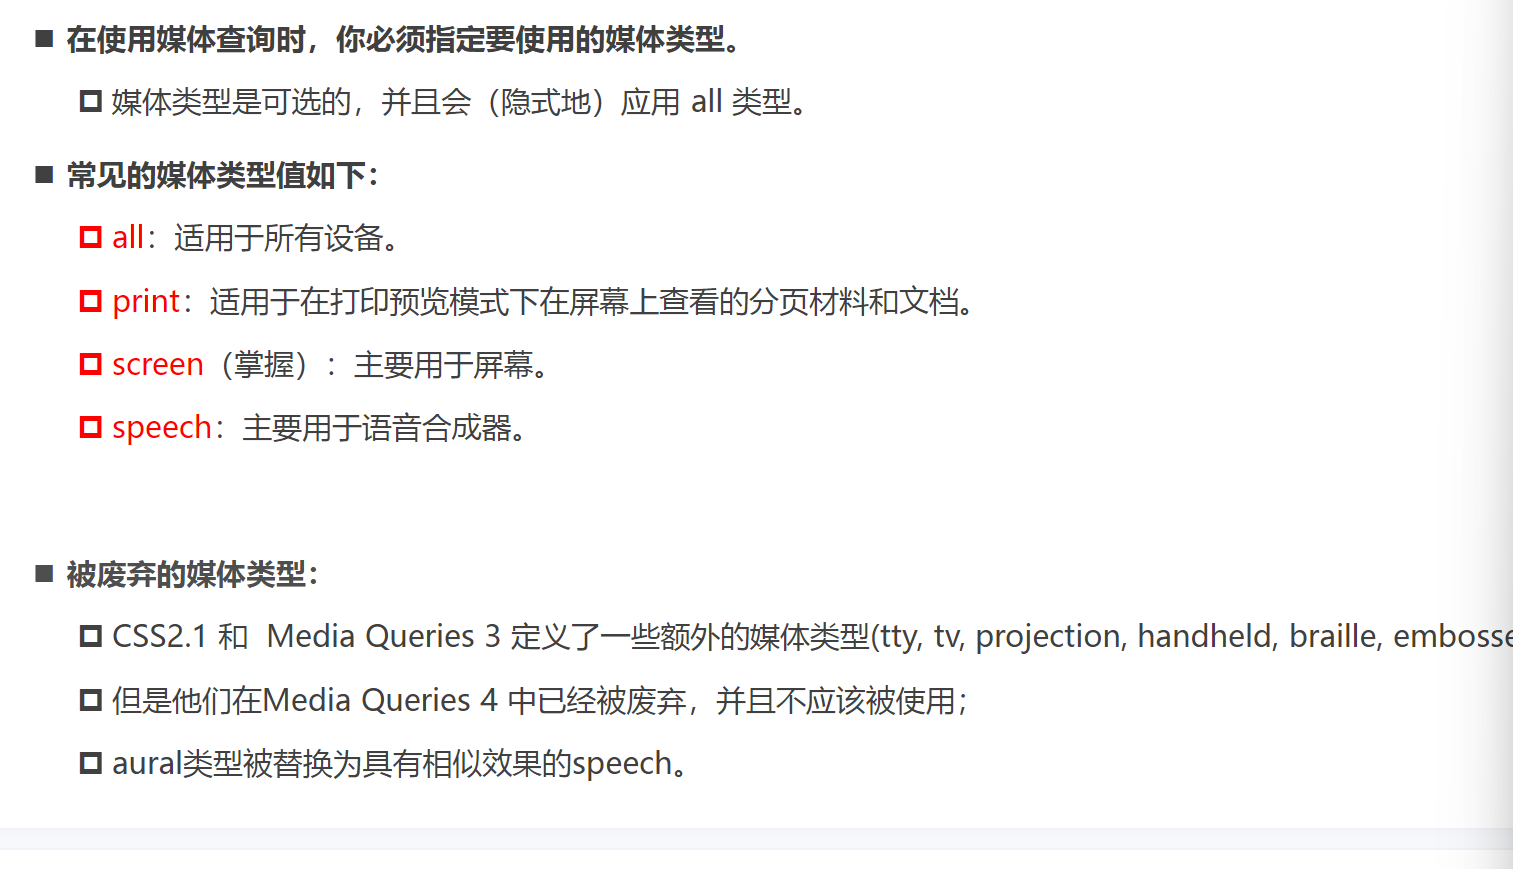 在使用媒体查询时，你必须指定要使用的媒体类型。
媒体类型是可选的，并且会（隐式地）应用 all 类型。
常见的媒体类型值如下：
all：适用于所有设备。
print：适用于在打印预览模式下在屏幕上查看的分页材料和文档。
screen（掌握）：主要用于屏幕。
speech：主要用于语音合成器。
被废弃的媒体类型：
CSS2.1 和 Media Queries 3 定义了一些额外的媒体类型(tty, tv, projection, handheld, braille,
但是他们在Media Queries 4 中已经被废弃，并且不应该被使用；
aural类型被替换为具有相似效果的speech。